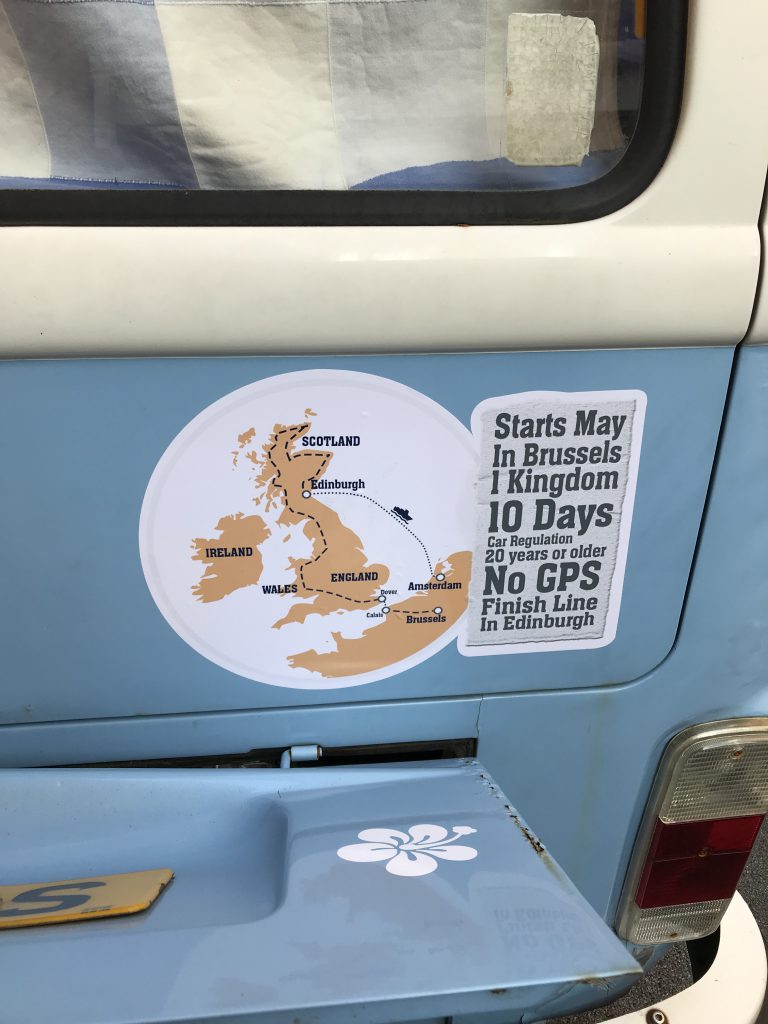 SCOTLAND
Edinburgh
IRELAND
ENGLAND
WALES
Amsterdam
Dover
Calais
Brussels
Starts May
In Brussels
1 Kingdom
10 Days
Car Regulation
20 years or older
No GPS
Finish Line
In Edinburgh
S